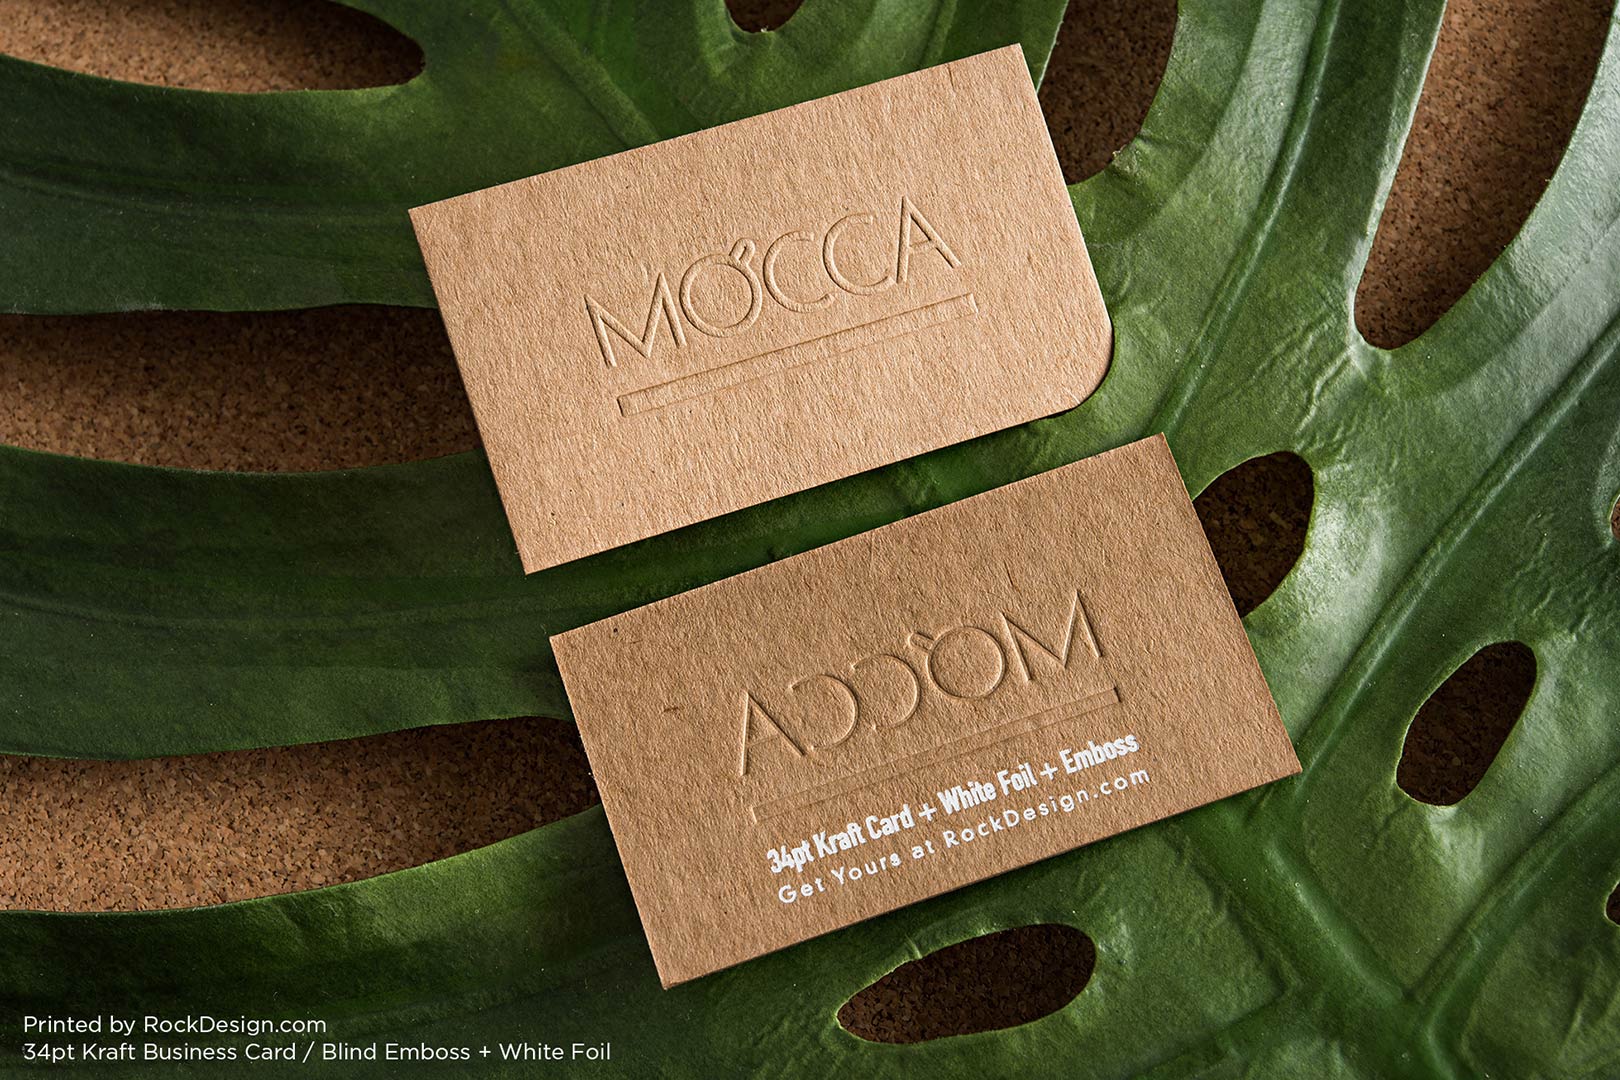 MOCCA
MOCCA
34pt Kraft Card + White Foil + Emboss
Get Yours at RockDesign.com
Printed by RockDesign.com
34pt Kraft Business Card / Blind Emboss + White Foil